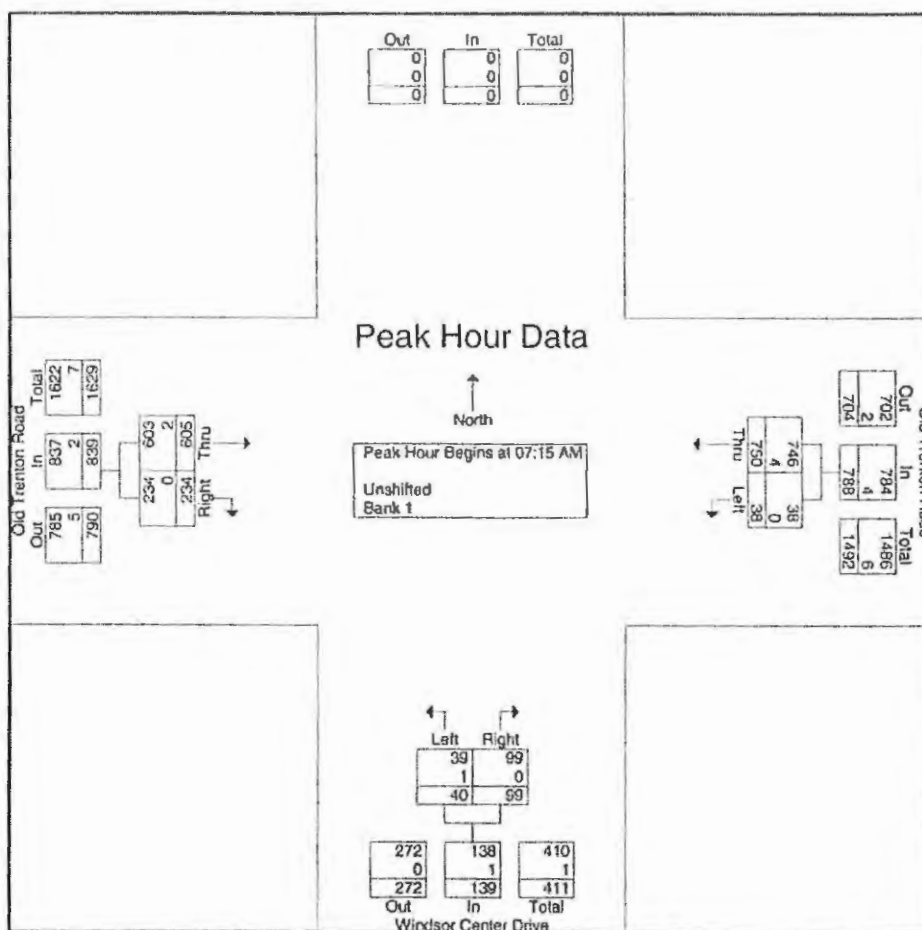 Out In Total
0 0 0
0 0 0
0 0 0
Peak Hour Data
North
Peak Hour Begins at 07:15 AM
Unshifted
Bank 1
Old Trenton Road
Out In Total
785 837 1622
5 2 7
790 839 1629
Right Thru
234 603
0 2
234 605
Out In Total
702 784 1486
2 4 6
704 788 1492
Thru Left
746 38
4 0
750 38
Left Right
39 99
1 0
40 99
272 138 410
0 1 1
272 139 411
Out In Total
Windsor Center Drive